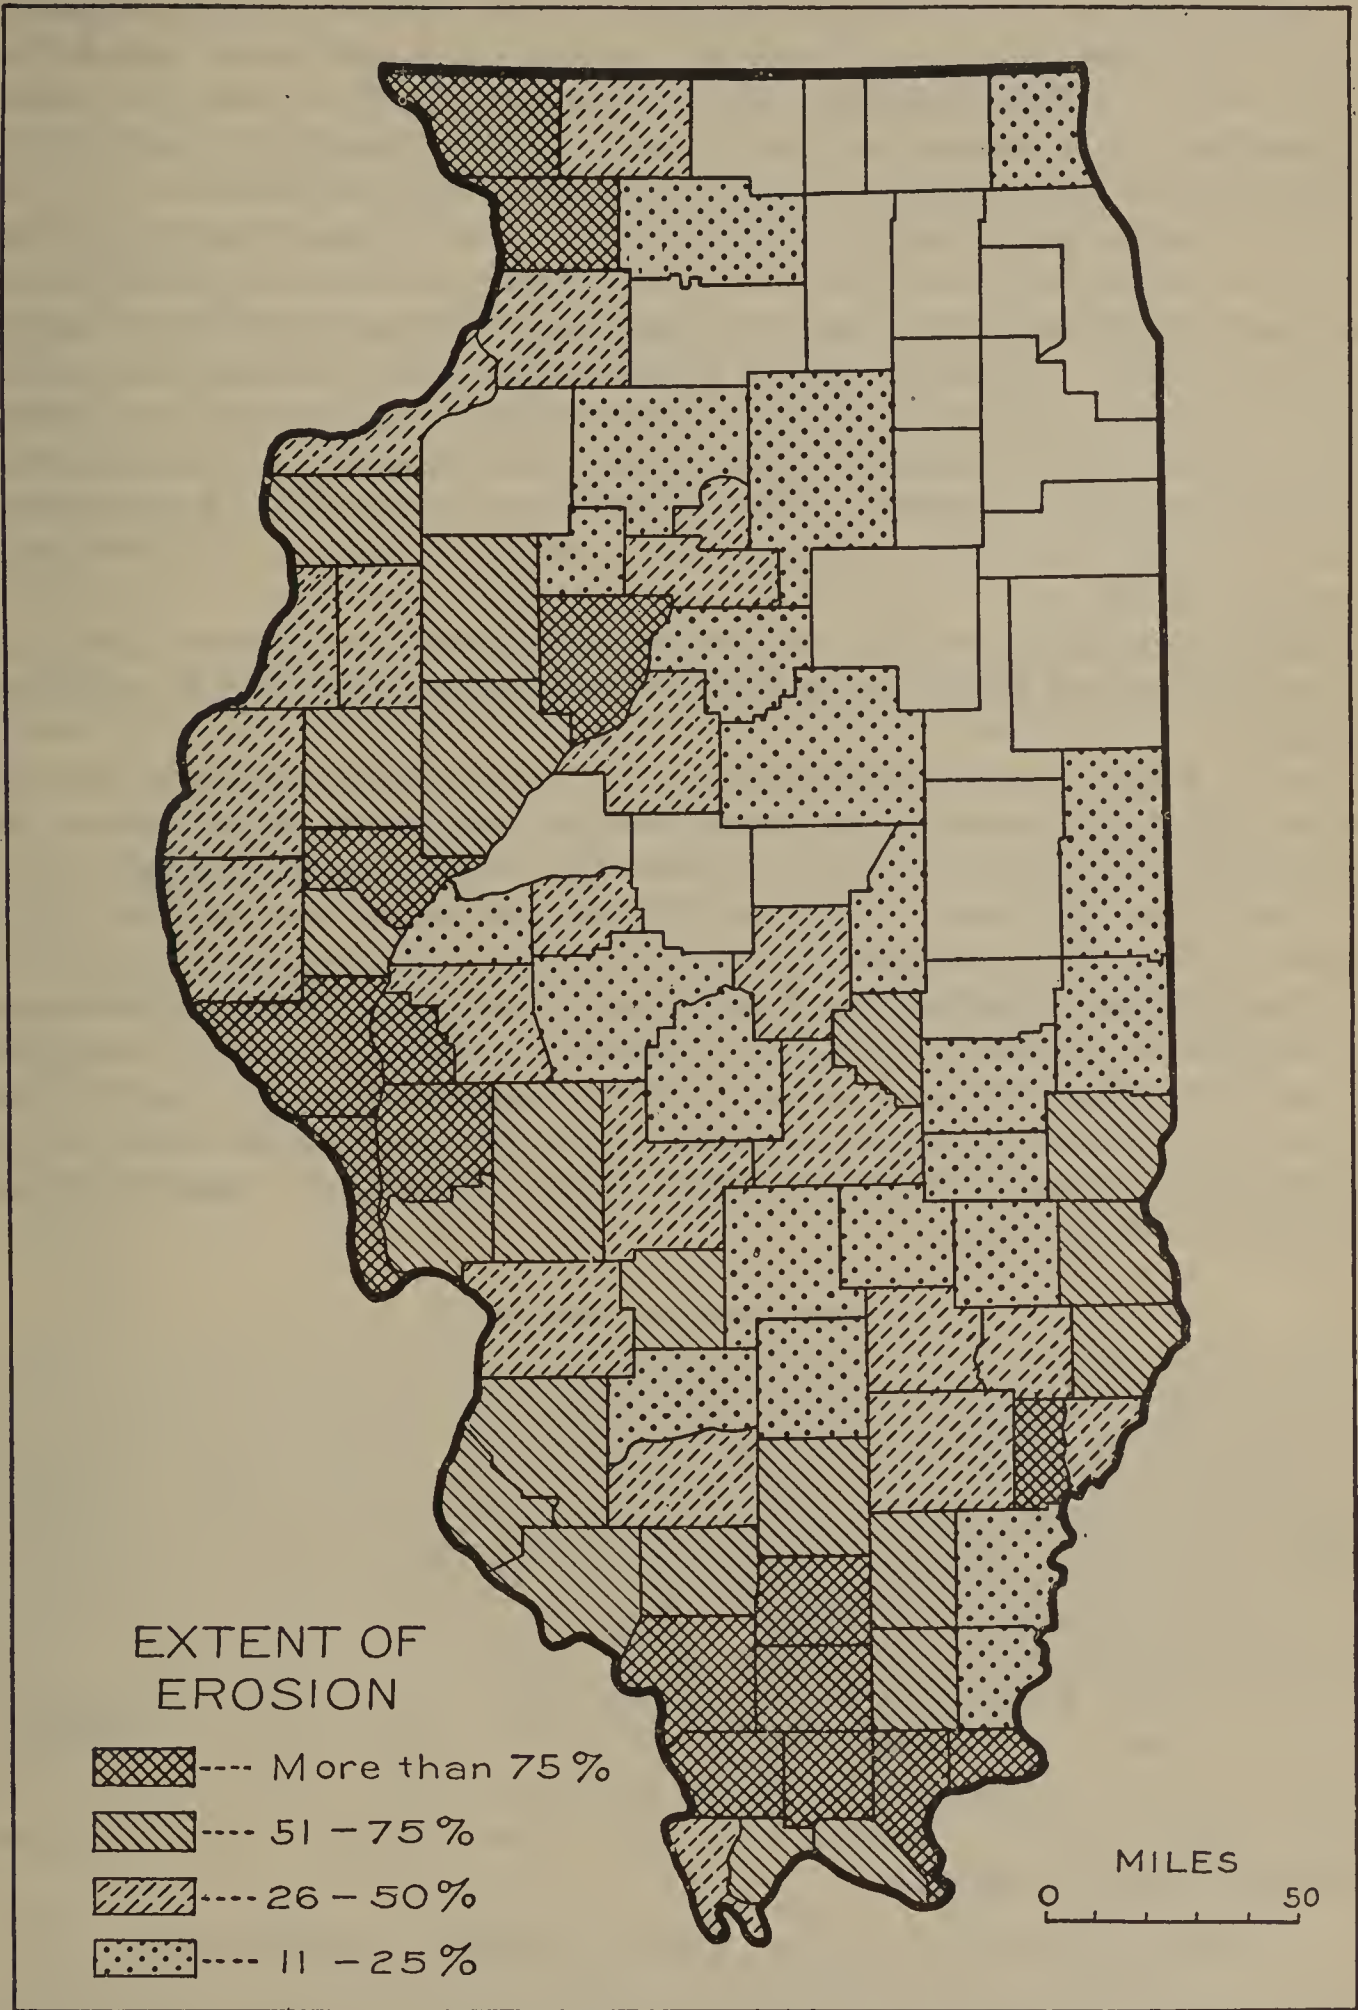 EXTENT OF
EROSION
More than 75%
51 - 75%
26 - 50%
11 - 25%
MILES
0 50